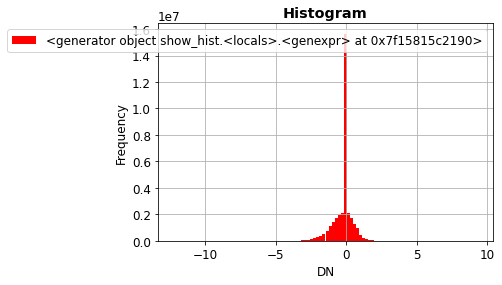 Histogram
1e7
<generator object show_hist.<locals>.<genexpr> at 0x7f15815c2190>
1.6
1.4
1.2
1.0
0.8
0.6
0.4
0.2
0.0
Frequency
−10
−5
0
5
10
DN